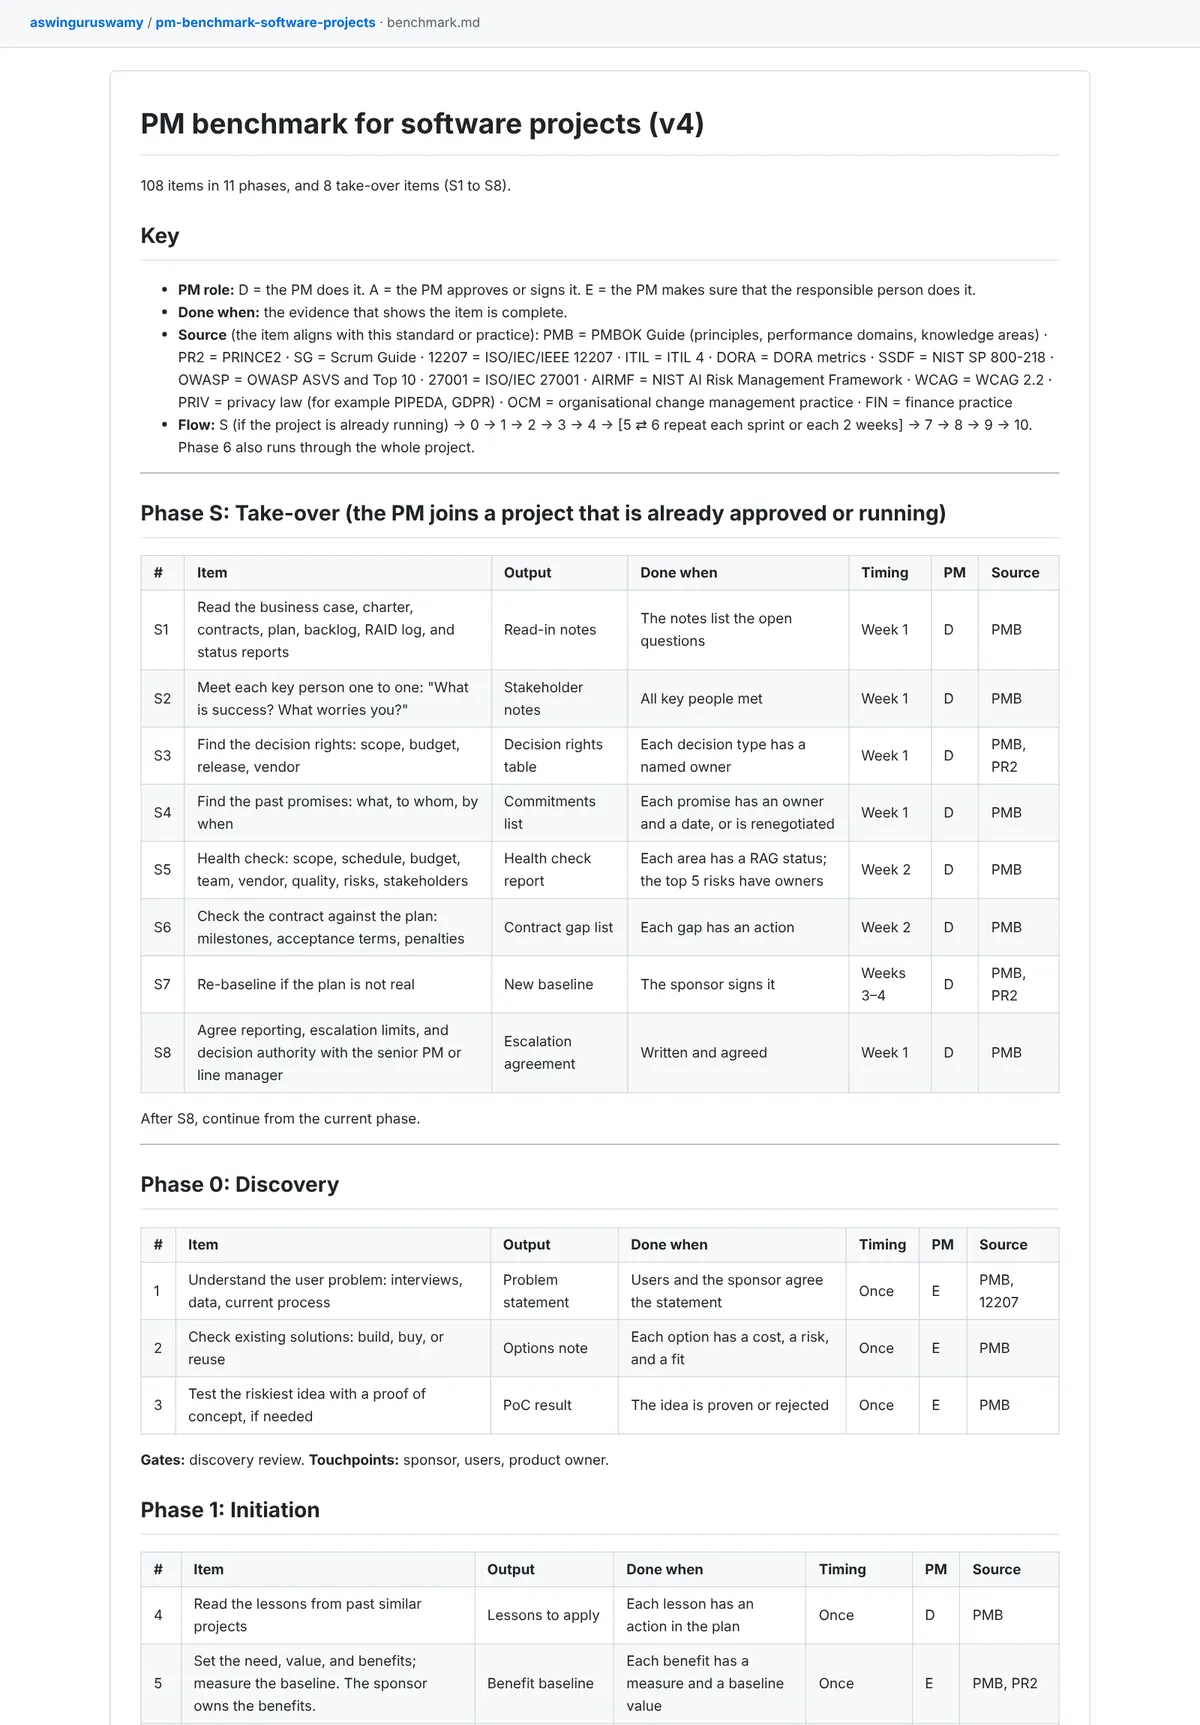 aswinguruswamy / pm-benchmark-software-projects · benchmark.md
PM benchmark for software projects (v4)
108 items in 11 phases, and 8 take-over items (S1 to S8).
Key
• PM role: D = the PM does it. A = the PM approves or signs it. E = the PM makes sure that the responsible person does it.
• Done when: the evidence that shows the item is complete.
• Source (the item aligns with this standard or practice): PMB = PMBOK Guide (principles, performance domains, knowledge areas) ·
PR2 = PRINCE2 · SG = Scrum Guide · 12207 = ISO/IEC/IEEE 12207 · ITIL = ITIL 4 · DORA = DORA metrics · SSDF = NIST SP 800-218 ·
OWASP = OWASP ASVS and Top 10 · 27001 = ISO/IEC 27001 · AIRMF = NIST AI Risk Management Framework · WCAG = WCAG 2.2 ·
PRIV = privacy law (for example PIPEDA, GDPR) · OCM = organisational change management practice · FIN = finance practice
• Flow: S (if the project is already running) → 0 → 1 → 2 → 3 → 4 → [5 ⇄ 6 repeat each sprint or each 2 weeks] → 7 → 8 → 9 → 10.
Phase 6 also runs through the whole project.
Phase S: Take-over (the PM joins a project that is already approved or running)
# Item Output Done when Timing PM Source
S1 Read the business case, charter, contracts, plan, backlog, RAID log, and status reports Read-in notes The notes list the open questions Week 1 D PMB
S2 Meet each key person one to one: "What is success? What worries you?" Stakeholder notes All key people met Week 1 D PMB
S3 Find the decision rights: scope, budget, release, vendor Decision rights table Each decision type has a named owner Week 1 D PMB, PR2
S4 Find the past promises: what, to whom, by when Commitments list Each promise has an owner and a date, or is renegotiated Week 1 D PMB
S5 Health check: scope, schedule, budget, team, vendor, quality, risks, stakeholders Health check report Each area has a RAG status; the top 5 risks have owners Week 2 D PMB
S6 Check the contract against the plan: milestones, acceptance terms, penalties Contract gap list Each gap has an action Week 2 D PMB
S7 Re-baseline if the plan is not real New baseline The sponsor signs it Weeks 3–4 D PMB, PR2
S8 Agree reporting, escalation limits, and decision authority with the senior PM or line manager Escalation agreement Written and agreed Week 1 D PMB
After S8, continue from the current phase.
Phase 0: Discovery
# Item Output Done when Timing PM Source
1 Understand the user problem: interviews, data, current process Problem statement Users and the sponsor agree the statement Once E PMB, 12207
2 Check existing solutions: build, buy, or reuse Options note Each option has a cost, a risk, and a fit Once E PMB
3 Test the riskiest idea with a proof of concept, if needed PoC result The idea is proven or rejected Once E PMB
Gates: discovery review. Touchpoints: sponsor, users, product owner.
Phase 1: Initiation
# Item Output Done when Timing PM Source
4 Read the lessons from past similar projects Lessons to apply Each lesson has an action in the plan Once D PMB
5 Set the need, value, and benefits; measure the baseline. The sponsor owns the benefits. Benefit baseline Each benefit has a measure and a baseline value Once E PMB, PR2